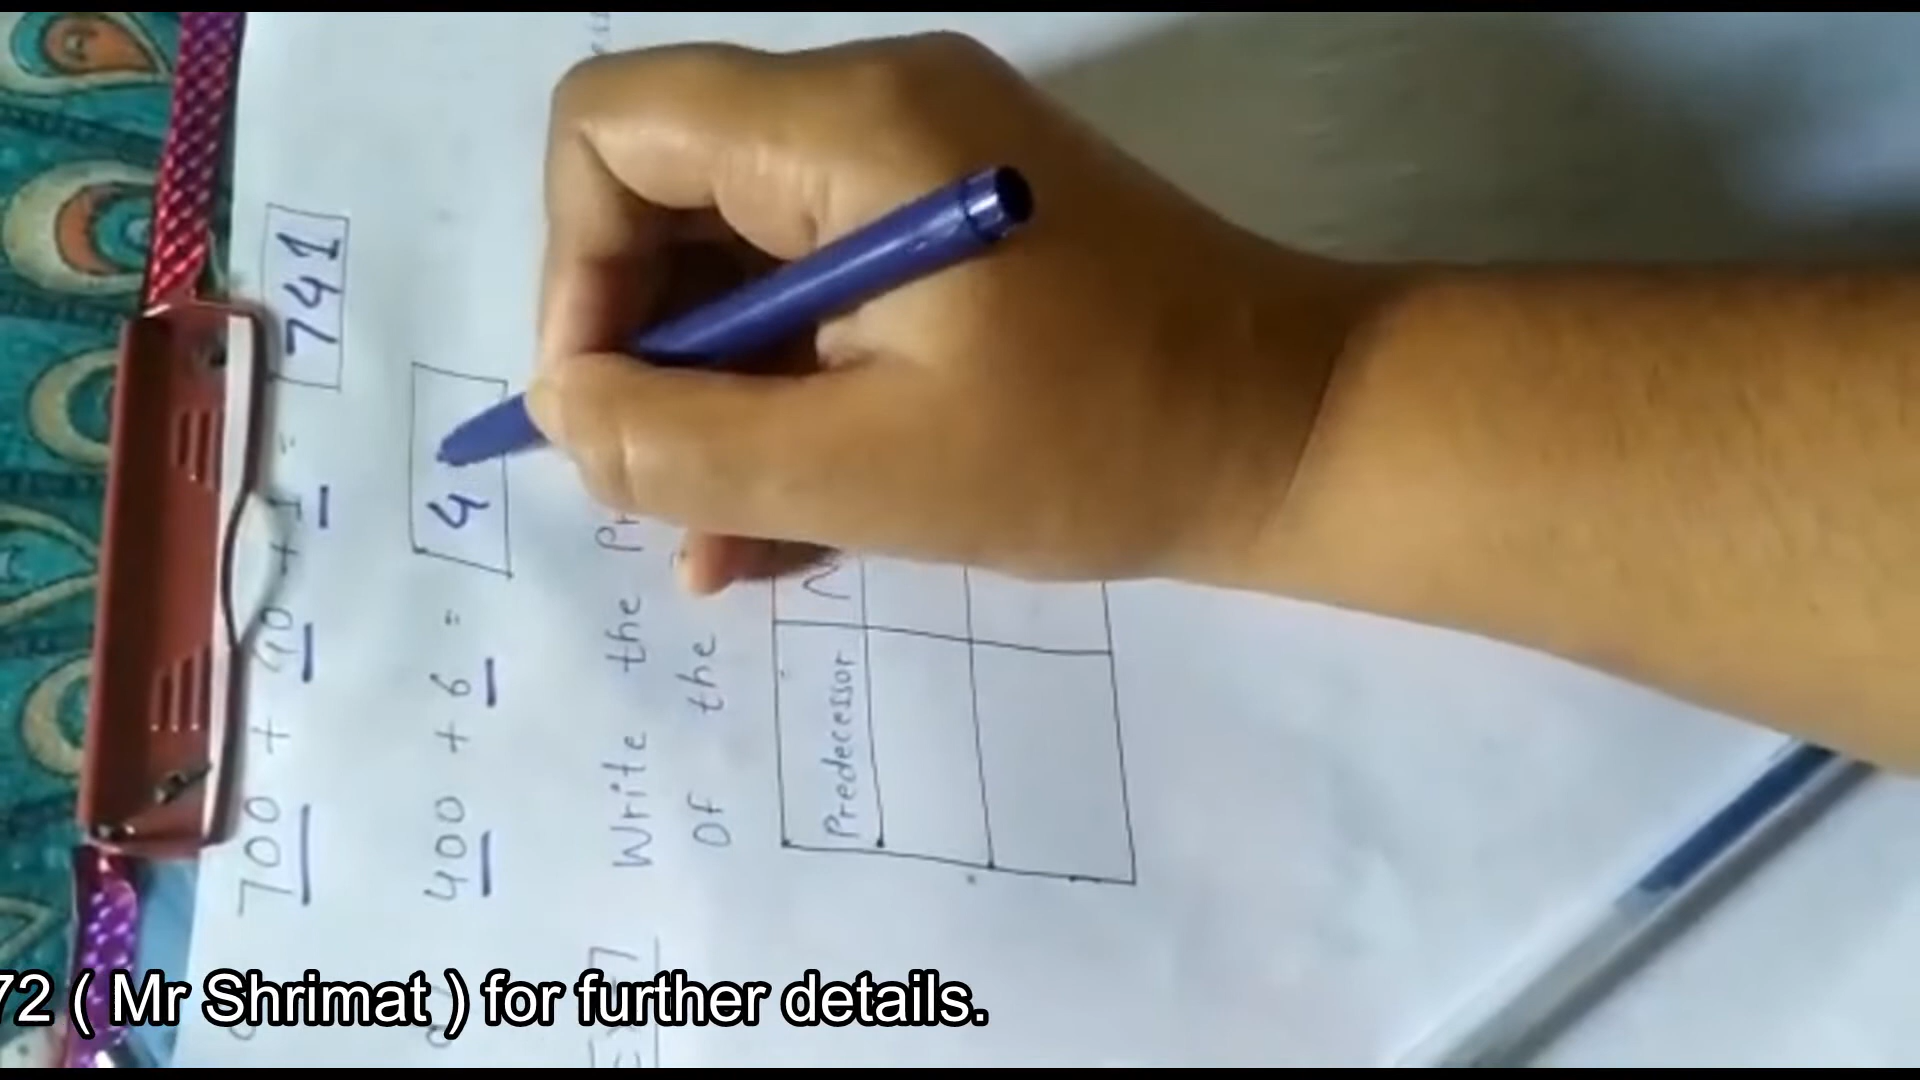 700 + 40 + 1 = 741
400 + 6 = 4
Write the
of the
Predecessor
72 ( Mr Shrimat ) for further details.